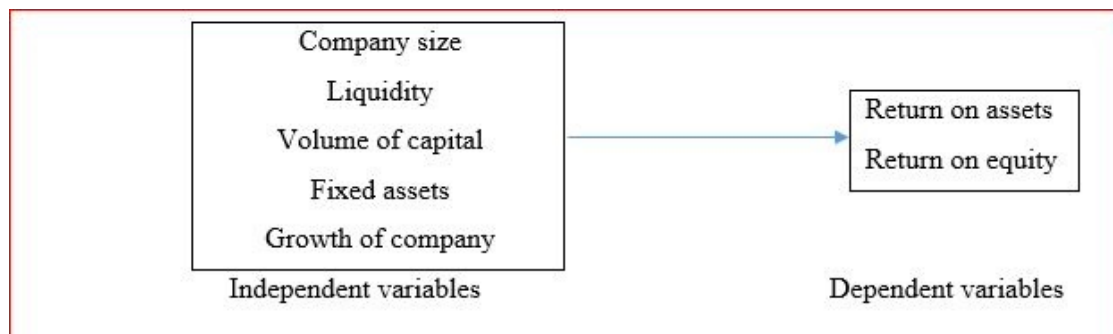 Company size
Liquidity
Volume of capital
Fixed assets
Growth of company
Independent variables
Return on assets
Return on equity
Dependent variables